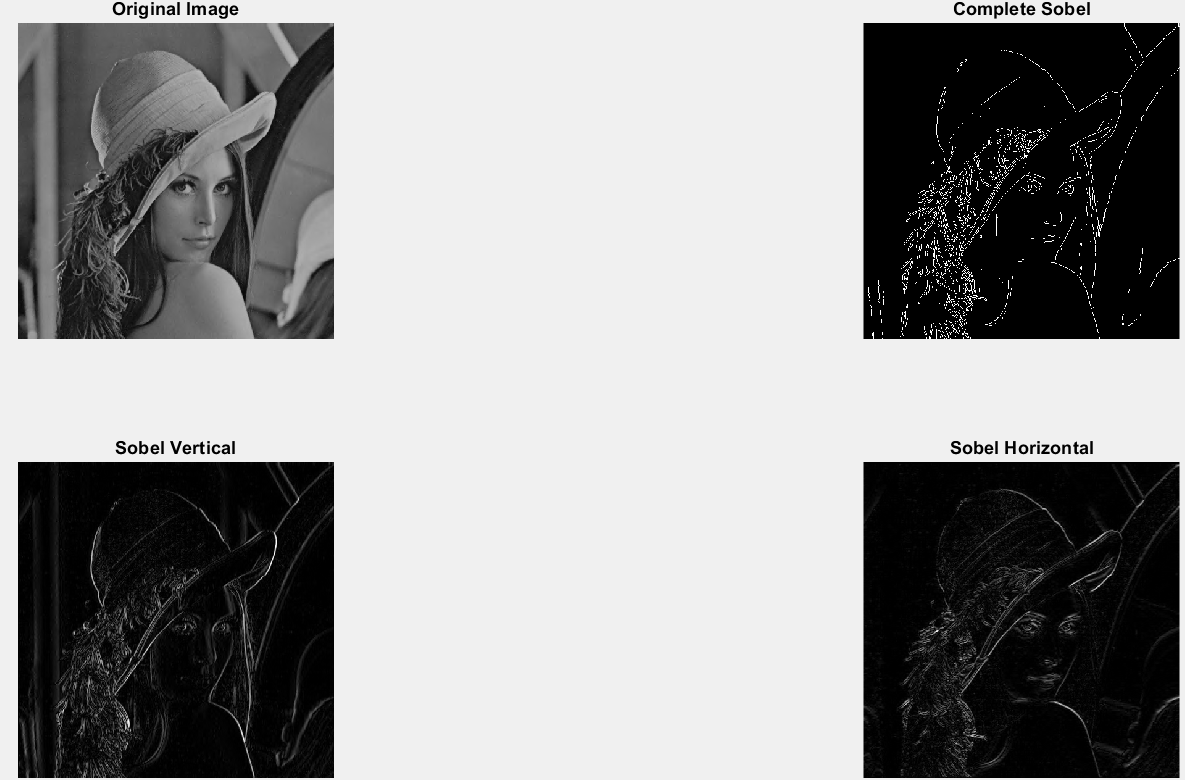 Original Image
Complete Sobel
Sobel Vertical
Sobel Horizontal